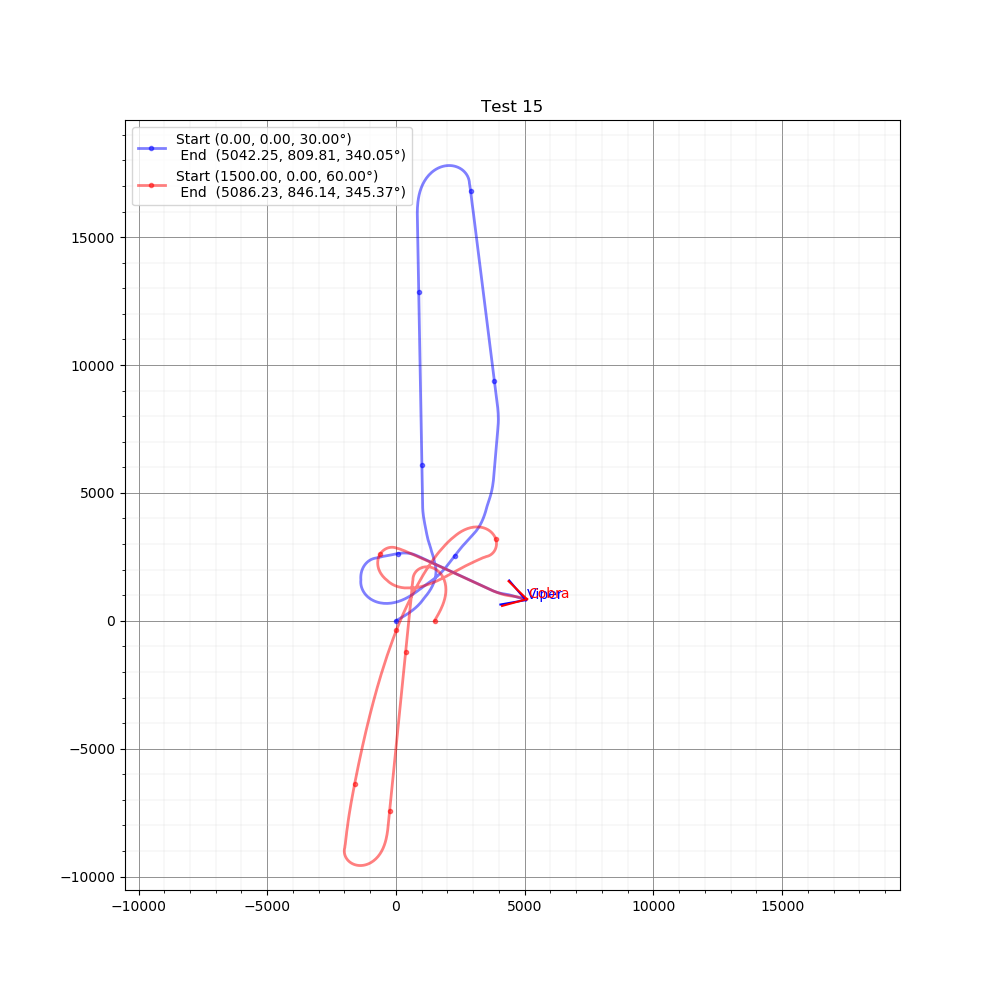 Test 15
Start (0.00, 0.00, 30.00°)
End (5042.25, 809.81, 340.05°)
Start (1500.00, 0.00, 60.00°)
End (5086.23, 846.14, 345.37°)
15000
10000
5000
0
−5000
−10000
Viper
Cobra
−10000 −5000 0 5000 10000 15000